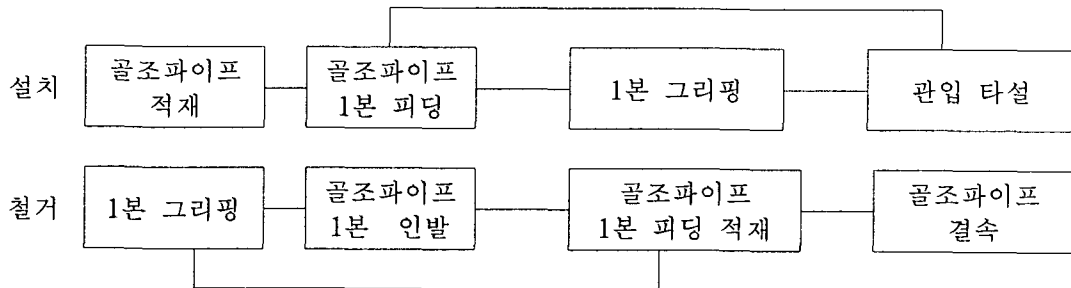 설치
골조파이프
적재
골조파이프
1본 피딩
1본 그리핑
관입 타설
철거
1본 그리핑
골조파이프
1본 인발
골조파이프
1본 피딩 적재
골조파이프
결속